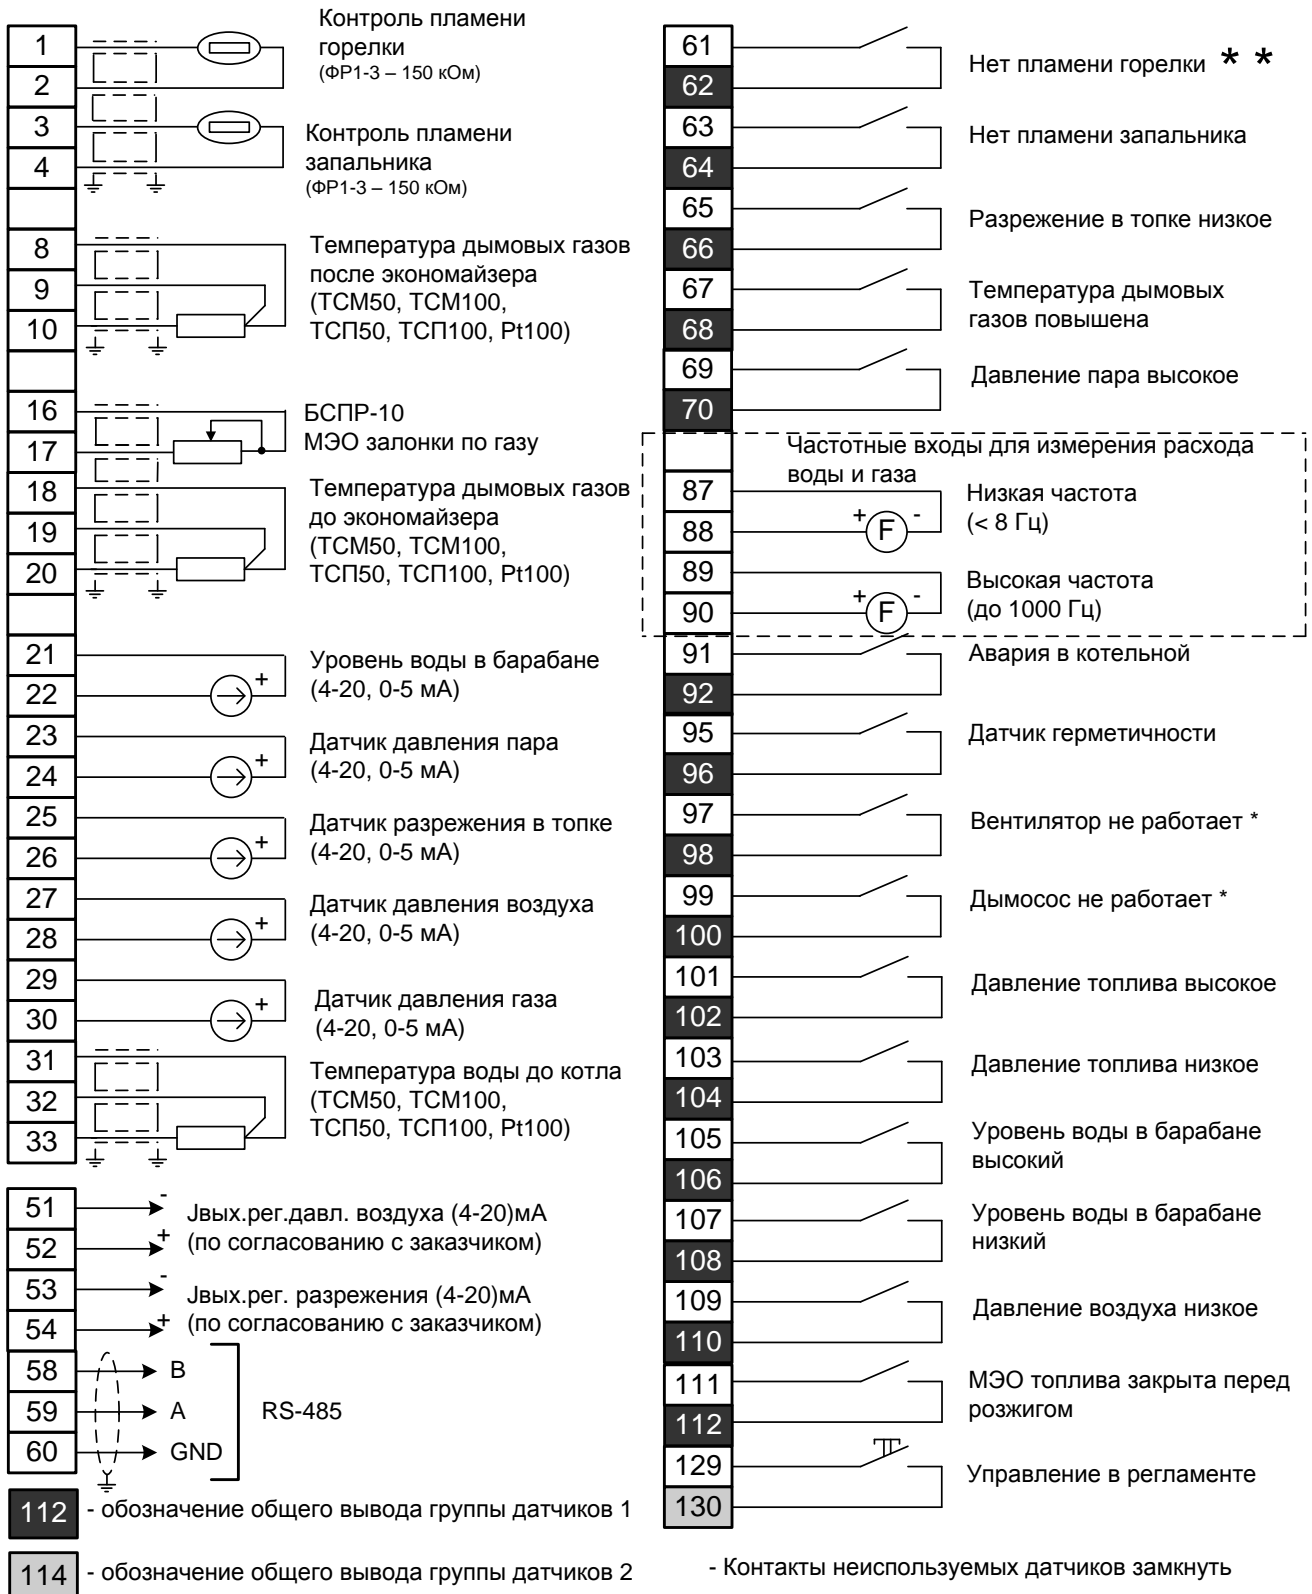 1
2
3
4
8
9
10
16
17
18
19
20
21
22
23
24
25
26
27
28
29
30
31
32
33
51
52
53
54
58
59
60
Контроль пламени
горелки
(ФР1-3 – 150 кОм)
Контроль пламени
запальника
(ФР1-3 – 150 кОм)
Температура дымовых газов
после экономайзера
(ТСМ50, ТСМ100,
ТСП50, ТСП100, Pt100)
БСПР-10
МЭО залонки по газу
Температура дымовых газов
до экономайзера
(ТСМ50, ТСМ100,
ТСП50, ТСП100, Pt100)
+
Уровень воды в барабане
(4-20, 0-5 мА)
+
Датчик давления пара
(4-20, 0-5 мА)
+
Датчик разрежения в топке
(4-20, 0-5 мА)
+
Датчик давления воздуха
(4-20, 0-5 мА)
+
Датчик давления газа
(4-20, 0-5 мА)
Температура воды до котла
(ТСМ50, ТСМ100,
ТСП50, ТСП100, Pt100)
-
Jвых.рег.давл. воздуха (4-20)мА
+ (по согласованию с заказчиком)
-
Jвых.рег. разрежения (4-20)мА
+ (по согласованию с заказчиком)
B
A
GND
RS-485
112 - обозначение общего вывода группы датчиков 1
114 - обозначение общего вывода группы датчиков 2
61
62
63
64
65
66
67
68
69
70
87
88
89
90
91
92
95
96
97
98
99
100
101
102
103
104
105
106
107
108
109
110
111
112
129
130
Нет пламени горелки * *
Нет пламени запальника
Разрежение в топке низкое
Температура дымовых
газов повышена
Давление пара высокое
Частотные входы для измерения расхода
воды и газа
Низкая частота
(< 8 Гц)
+ F -
Высокая частота
(до 1000 Гц)
+ F -
Авария в котельной
Датчик герметичности
Вентилятор не работает *
Дымосос не работает *
Давление топлива высокое
Давление топлива низкое
Уровень воды в барабане
высокий
Уровень воды в барабане
низкий
Давление воздуха низкое
МЭО топлива закрыта перед
розжигом
Управление в регламенте
- Контакты неиспользуемых датчиков замкнуть